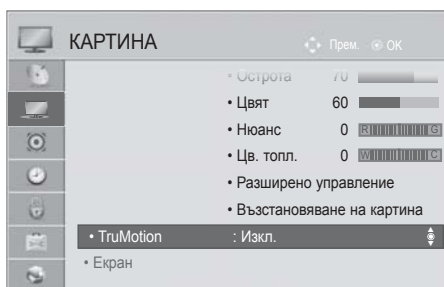 КАРТИНА
Прем. OK
• Острота 70
• Цвят 60
• Нюанс 0 R G
• Цв. топл. 0 W C
• Разширено управление
• Възстановяване на картина
• TruMotion : Изкл.
• Екран